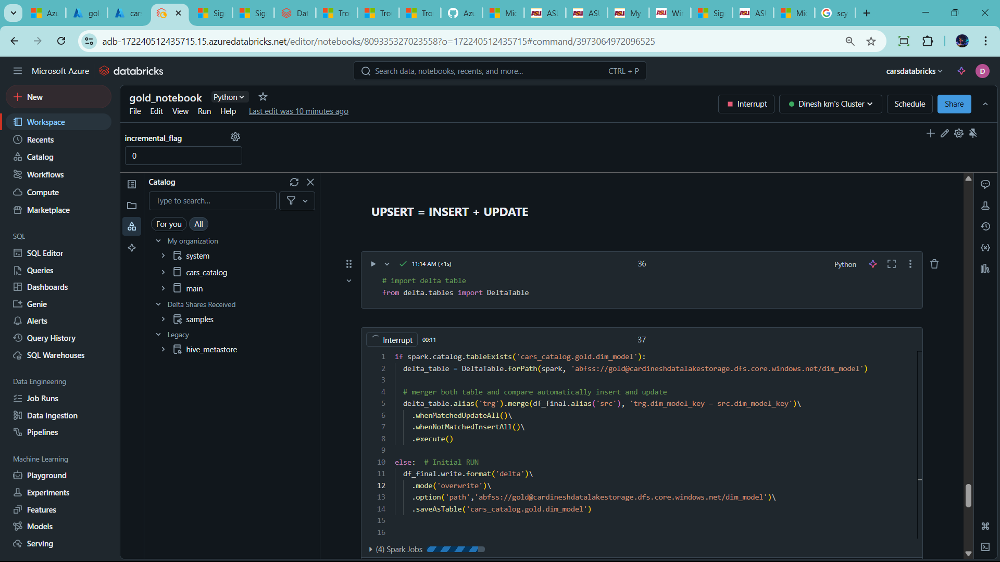 Azu
gol
car
Sig
Sig
Dat
Tro
Tro
Tro
Azu
Mic
ASU
ASU
My
Win
Sig
ASU
Mic
scy
adb-172240512435715.15.azuredatabricks.net/editor/notebooks/809335327023558?o=172240512435715#command/3973064972096525
Microsoft Azure
databricks
Search data, notebooks, recents, and more...
CTRL + P
carsdatabricks
D
New
Workspace
Recents
Catalog
Workflows
Compute
Marketplace
SQL
SQL Editor
Queries
Dashboards
Genie
Alerts
Query History
SQL Warehouses
Data Engineering
Job Runs
Data Ingestion
Pipelines
Machine Learning
Playground
Experiments
Features
Models
Serving
gold_notebook
Python
File Edit View Run Help Last edit was 10 minutes ago
Interrupt
Dinesh km's Cluster
Schedule
Share
incremental_flag
0
Catalog
Type to search...
For you
All
My organization
system
cars_catalog
main
Delta Shares Received
samples
Legacy
hive_metastore
UPSERT = INSERT + UPDATE
11:14 AM (<1s)
36
Python
# import delta table
from delta.tables import DeltaTable
Interrupt
00:11
37
1 if spark.catalog.tableExists('cars_catalog.gold.dim_model'):
2 delta_table = DeltaTable.forPath(spark, 'abfss://gold@cardineshdatalakestorage.dfs.core.windows.net/dim_model')
3
4 # merger both table and compare automatically insert and update
5 delta_table.alias('trg').merge(df_final.alias('src'), 'trg.dim_model_key = src.dim_model_key')\
6 .whenMatchedUpdateAll()\
7 .whenNotMatchedInsertAll()\
8 .execute()
9
10 else:  # Initial RUN
11 df_final.write.format('delta')\
12 .mode('overwrite')\
13 .option('path','abfss://gold@cardineshdatalakestorage.dfs.core.windows.net/dim_model')\
14 .saveAsTable('cars_catalog.gold.dim_model')
15
16
(4) Spark Jobs